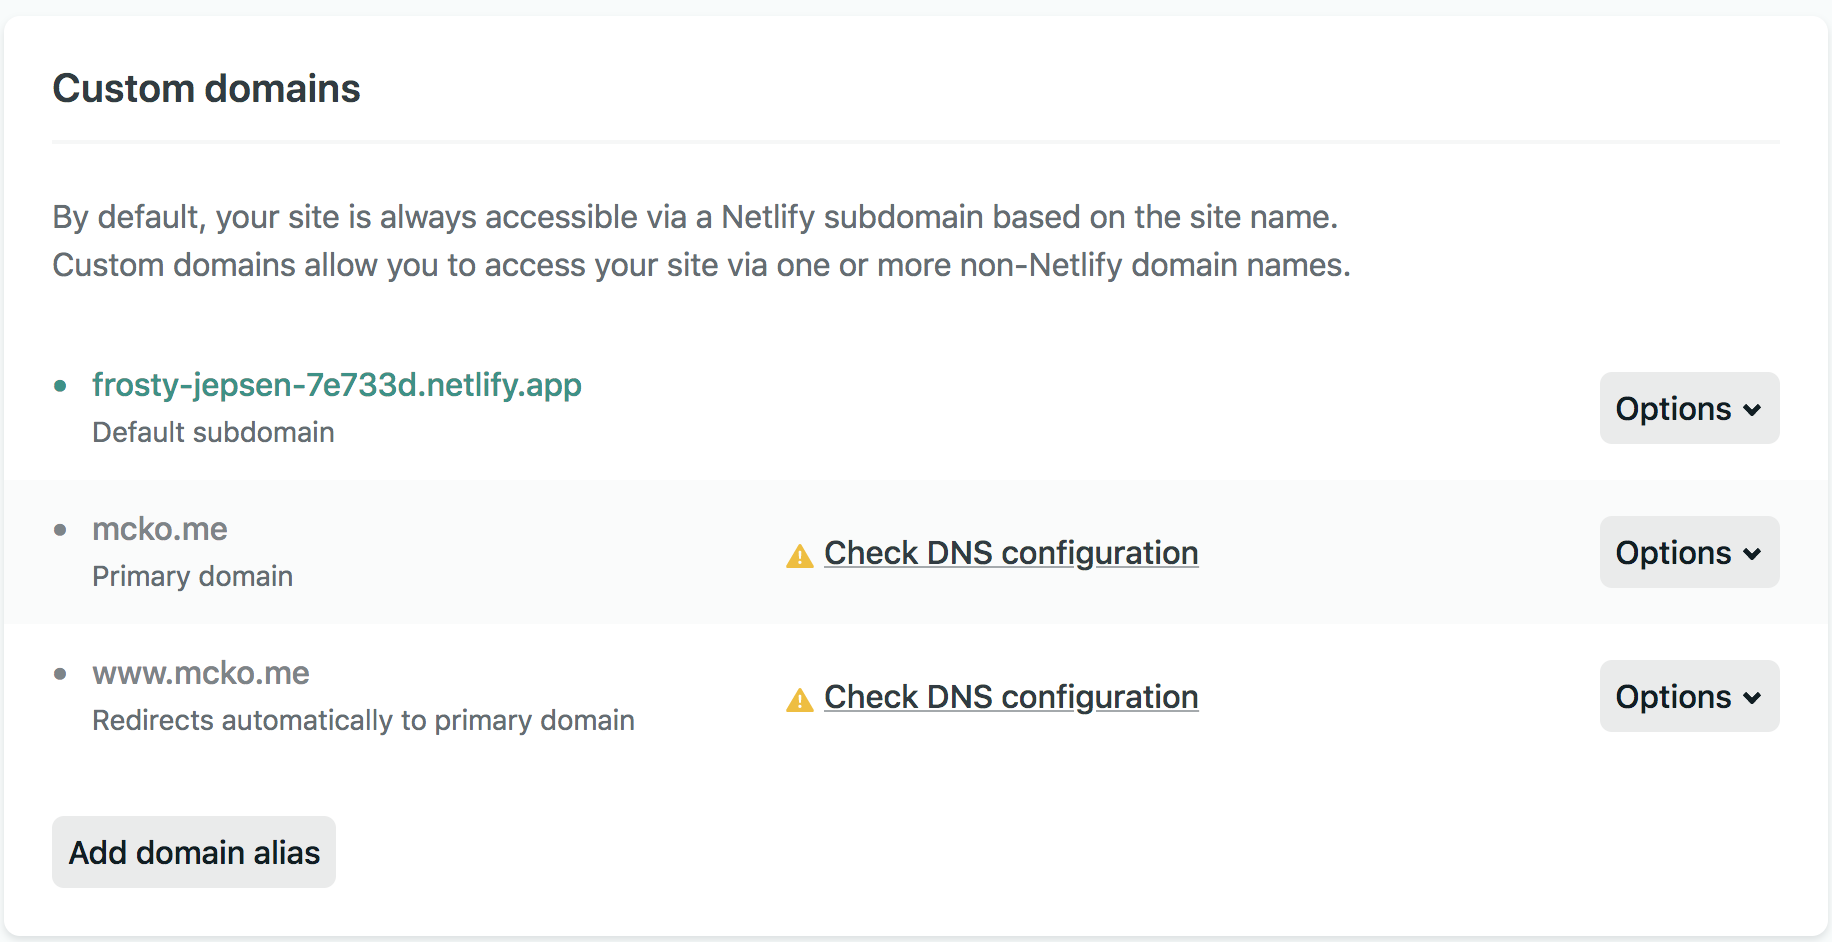 Custom domains
By default, your site is always accessible via a Netlify subdomain based on the site name.
Custom domains allow you to access your site via one or more non-Netlify domain names.
frosty-jepsen-7e733d.netlify.app
Default subdomain
Options
mcko.me
Primary domain
Check DNS configuration
Options
www.mcko.me
Redirects automatically to primary domain
Check DNS configuration
Options
Add domain alias